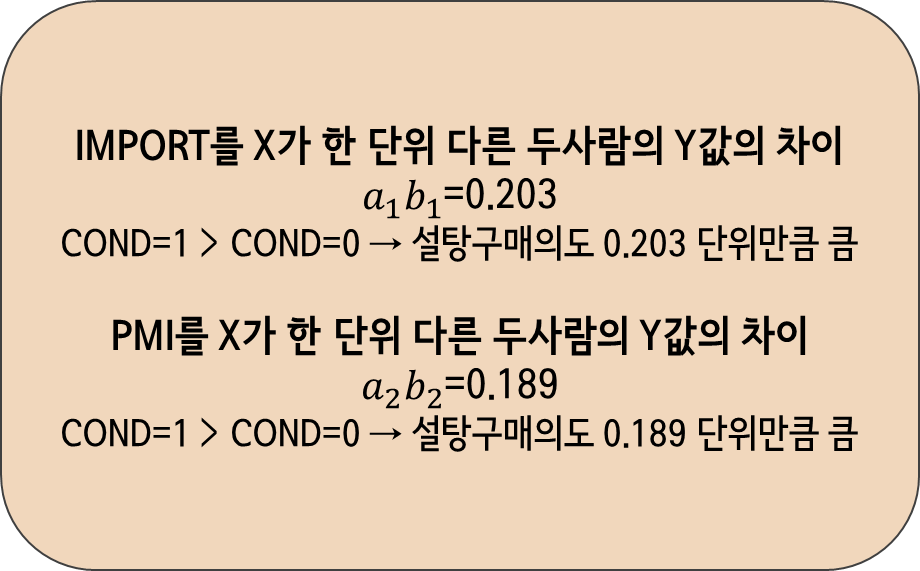 IMPORT를 X가 한 단위 다른 두사람의 Y값의 차이
a₁b₁=0.203
COND=1 > COND=0 → 설탕구매의도 0.203 단위만큼 큼
PMI를 X가 한 단위 다른 두사람의 Y값의 차이
a₂b₂=0.189
COND=1 > COND=0 → 설탕구매의도 0.189 단위만큼 큼